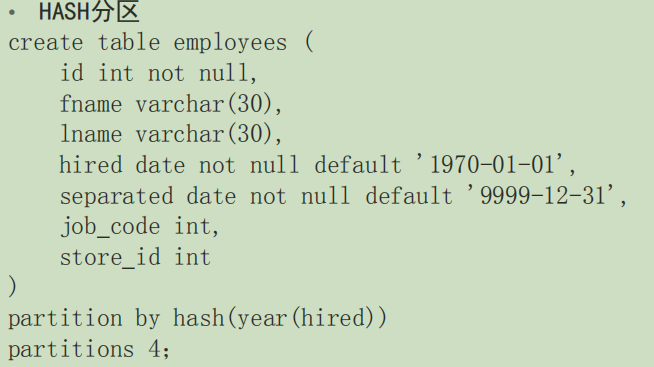 • HASH分区
create table employees (
    id int not null,
    fname varchar(30),
    lname varchar(30),
    hired date not null default '1970-01-01',
    separated date not null default '9999-12-31',
    job_code int,
    store_id int
)
partition by hash(year(hired))
partitions 4;